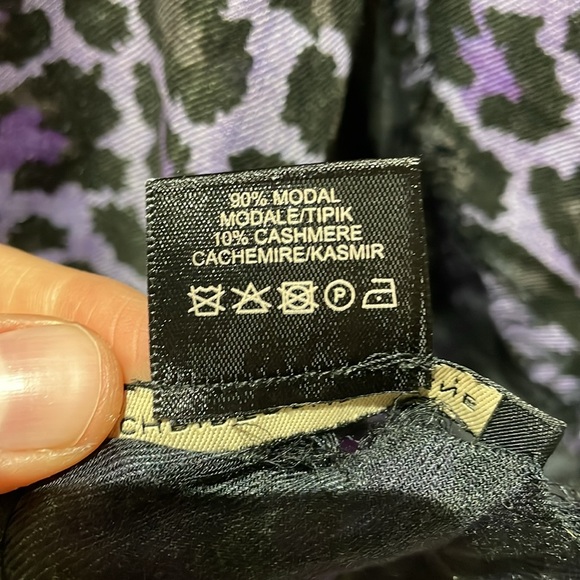 90% MODAL
MODALE/TIPIK
10% CASHMERE
CACHEMIRE/KASMIR
P